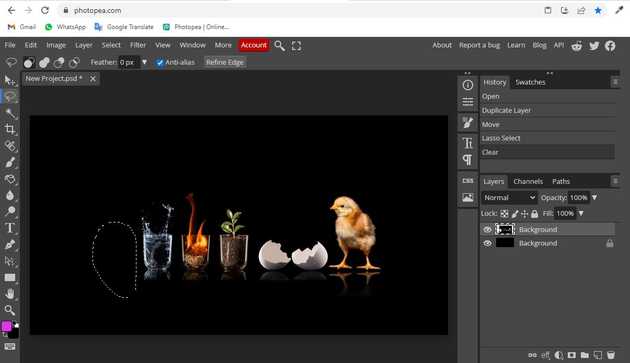 photopea.com
Gmail WhatsApp Google Translate Photopea | Online...
File Edit Image Layer Select Filter View Window More Account About Report a bug Learn Blog API
Feather: 0 px Anti-alias Refine Edge
New Project.psd *
History Swatches
Open
Duplicate Layer
Move
Lasso Select
Clear
CSS
Layers Channels Paths
Normal Opacity: 100%
Lock: Fill: 100%
Background
Background
eff